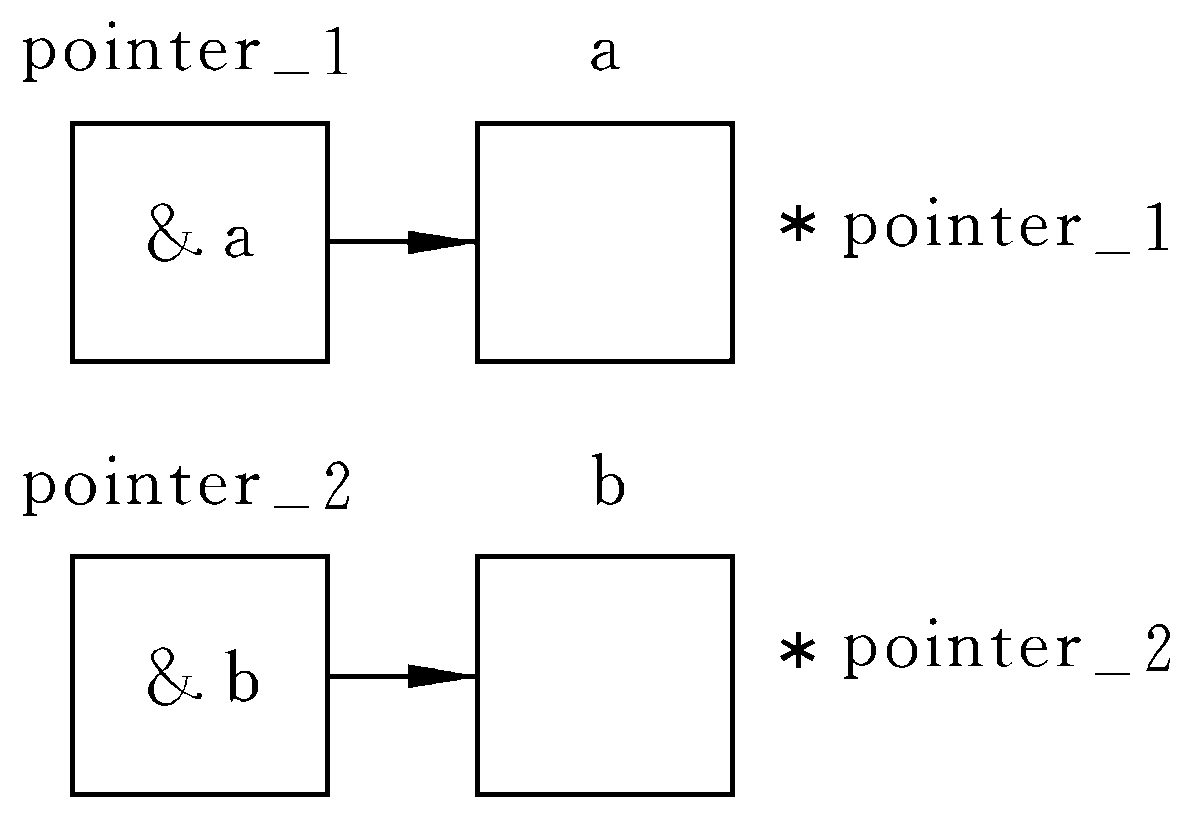 pointer_1 a
& a
* pointer_1
pointer_2 b
& b
* pointer_2